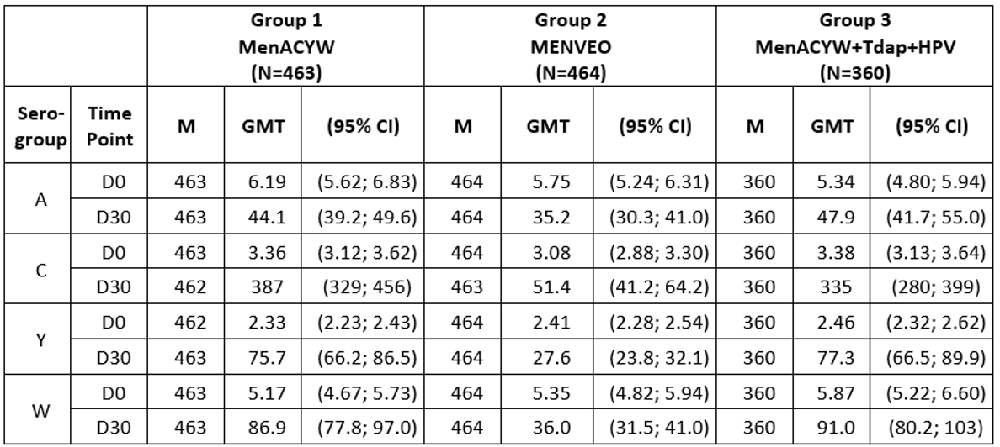 Group 1 Group 2 Group 3
MenACYW MENVEO MenACYW+Tdap+HPV
(N=463) (N=464) (N=360)
Sero-group Time Point M GMT (95% CI) M GMT (95% CI) M GMT (95% CI)
A D0 463 6.19 (5.62; 6.83) 464 5.75 (5.24; 6.31) 360 5.34 (4.80; 5.94)
D30 463 44.1 (39.2; 49.6) 464 35.2 (30.3; 41.0) 360 47.9 (41.7; 55.0)
C D0 463 3.36 (3.12; 3.62) 464 3.08 (2.88; 3.30) 360 3.38 (3.13; 3.64)
D30 462 387 (329; 456) 463 51.4 (41.2; 64.2) 360 335 (280; 399)
Y D0 462 2.33 (2.23; 2.43) 464 2.41 (2.28; 2.54) 360 2.46 (2.32; 2.62)
D30 463 75.7 (66.2; 86.5) 464 27.6 (23.8; 32.1) 360 77.3 (66.5; 89.9)
W D0 463 5.17 (4.67; 5.73) 464 5.35 (4.82; 5.94) 360 5.87 (5.22; 6.60)
D30 463 86.9 (77.8; 97.0) 464 36.0 (31.5; 41.0) 360 91.0 (80.2; 103)